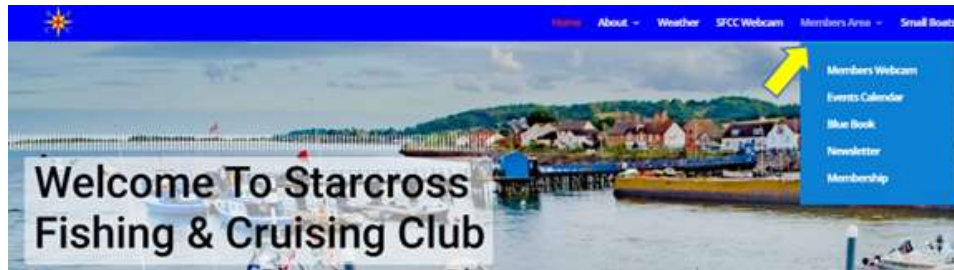 Home About Weather SFCC Webcam Members Area Small Boats
Members Webcam
Events Calendar
Blue Book
Newsletter
Membership
Welcome To Starcross
Fishing & Cruising Club